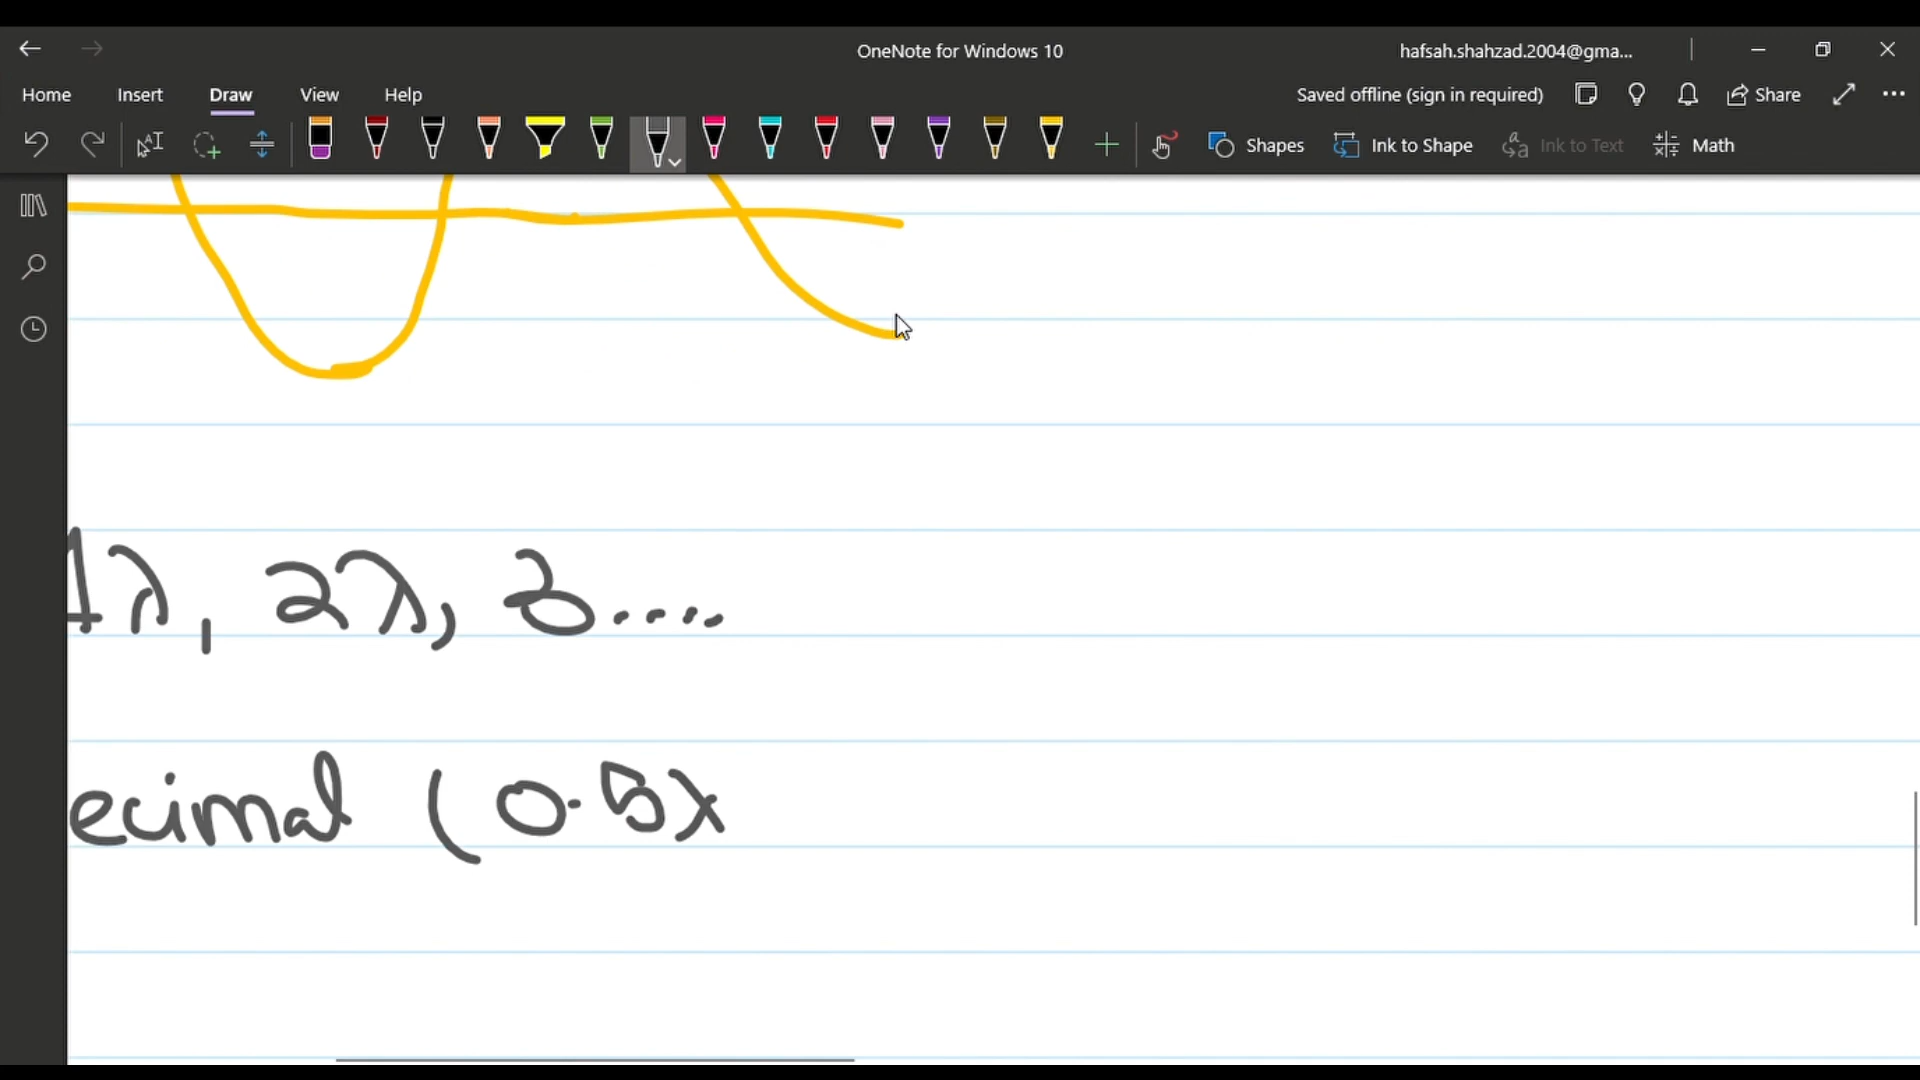 OneNote for Windows 10
hafsah.shahzad.2004@gma...
Home Insert Draw View Help
Saved offline (sign in required) Share
Shapes Ink to Shape Ink to Text Math
1λ, 2λ, 3....
ecimal (0.5λ